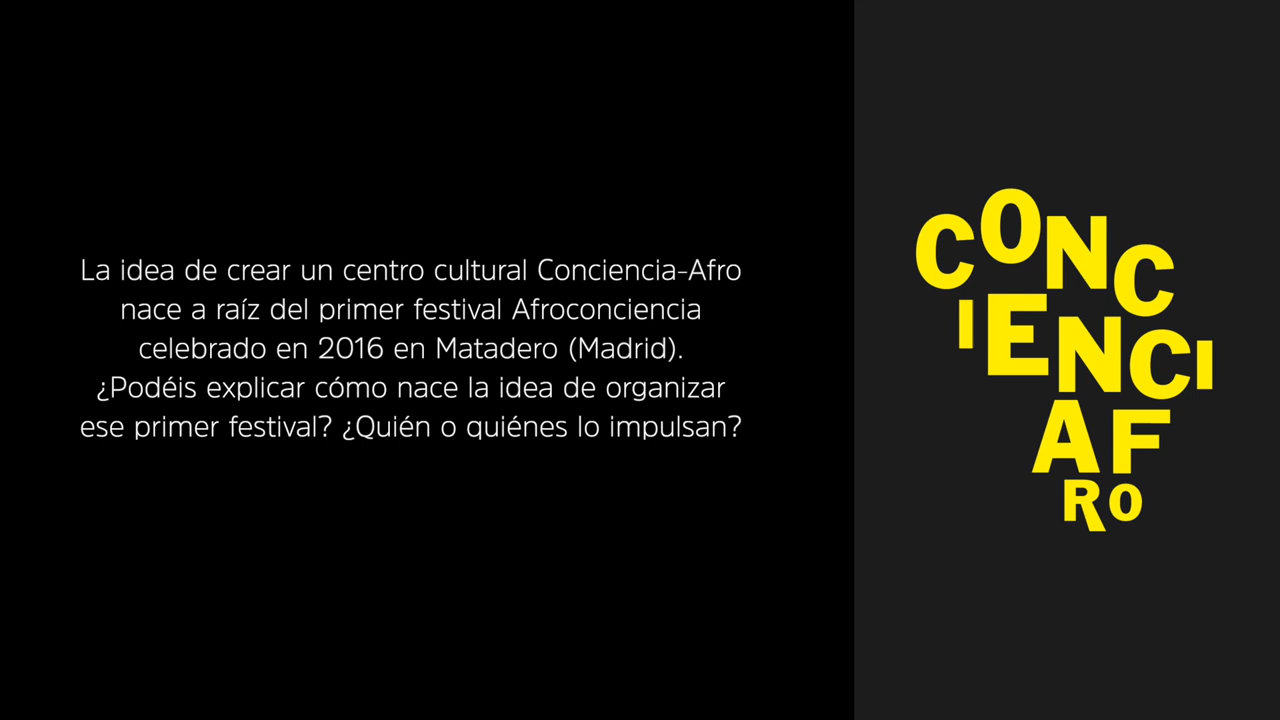 La idea de crear un centro cultural Conciencia-Afro
nace a raíz del primer festival Afroconciencia
celebrado en 2016 en Matadero (Madrid).
¿Podéis explicar cómo nace la idea de organizar
ese primer festival? ¿Quién o quiénes lo impulsan?
CONC
IENCI
AF
RO